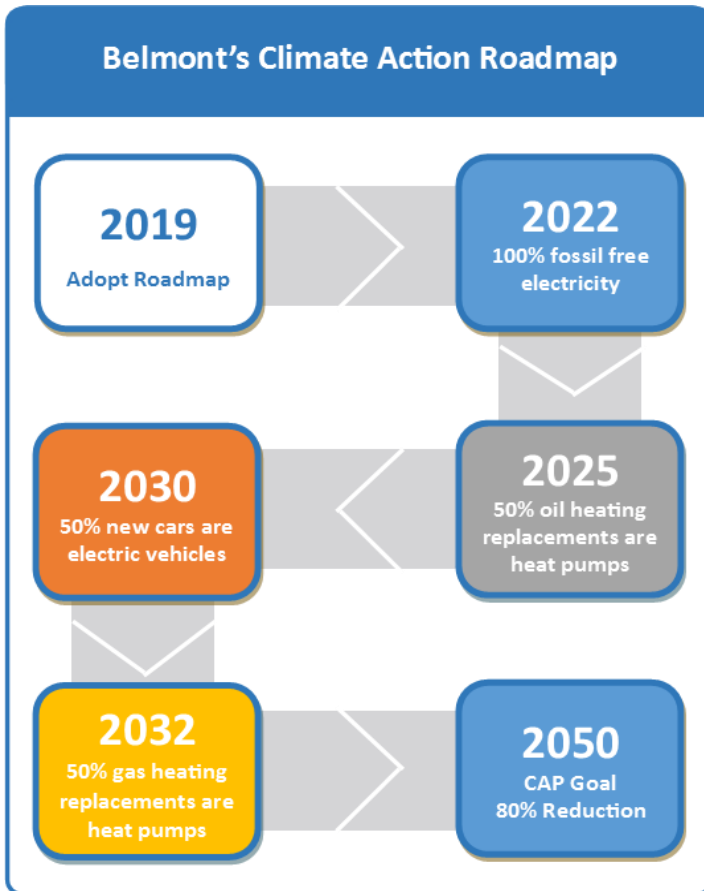 Belmont’s Climate Action Roadmap
2019
Adopt Roadmap
2022
100% fossil free
electricity
2025
50% oil heating
replacements are
heat pumps
2030
50% new cars are
electric vehicles
2032
50% gas heating
replacements are
heat pumps
2050
CAP Goal
80% Reduction